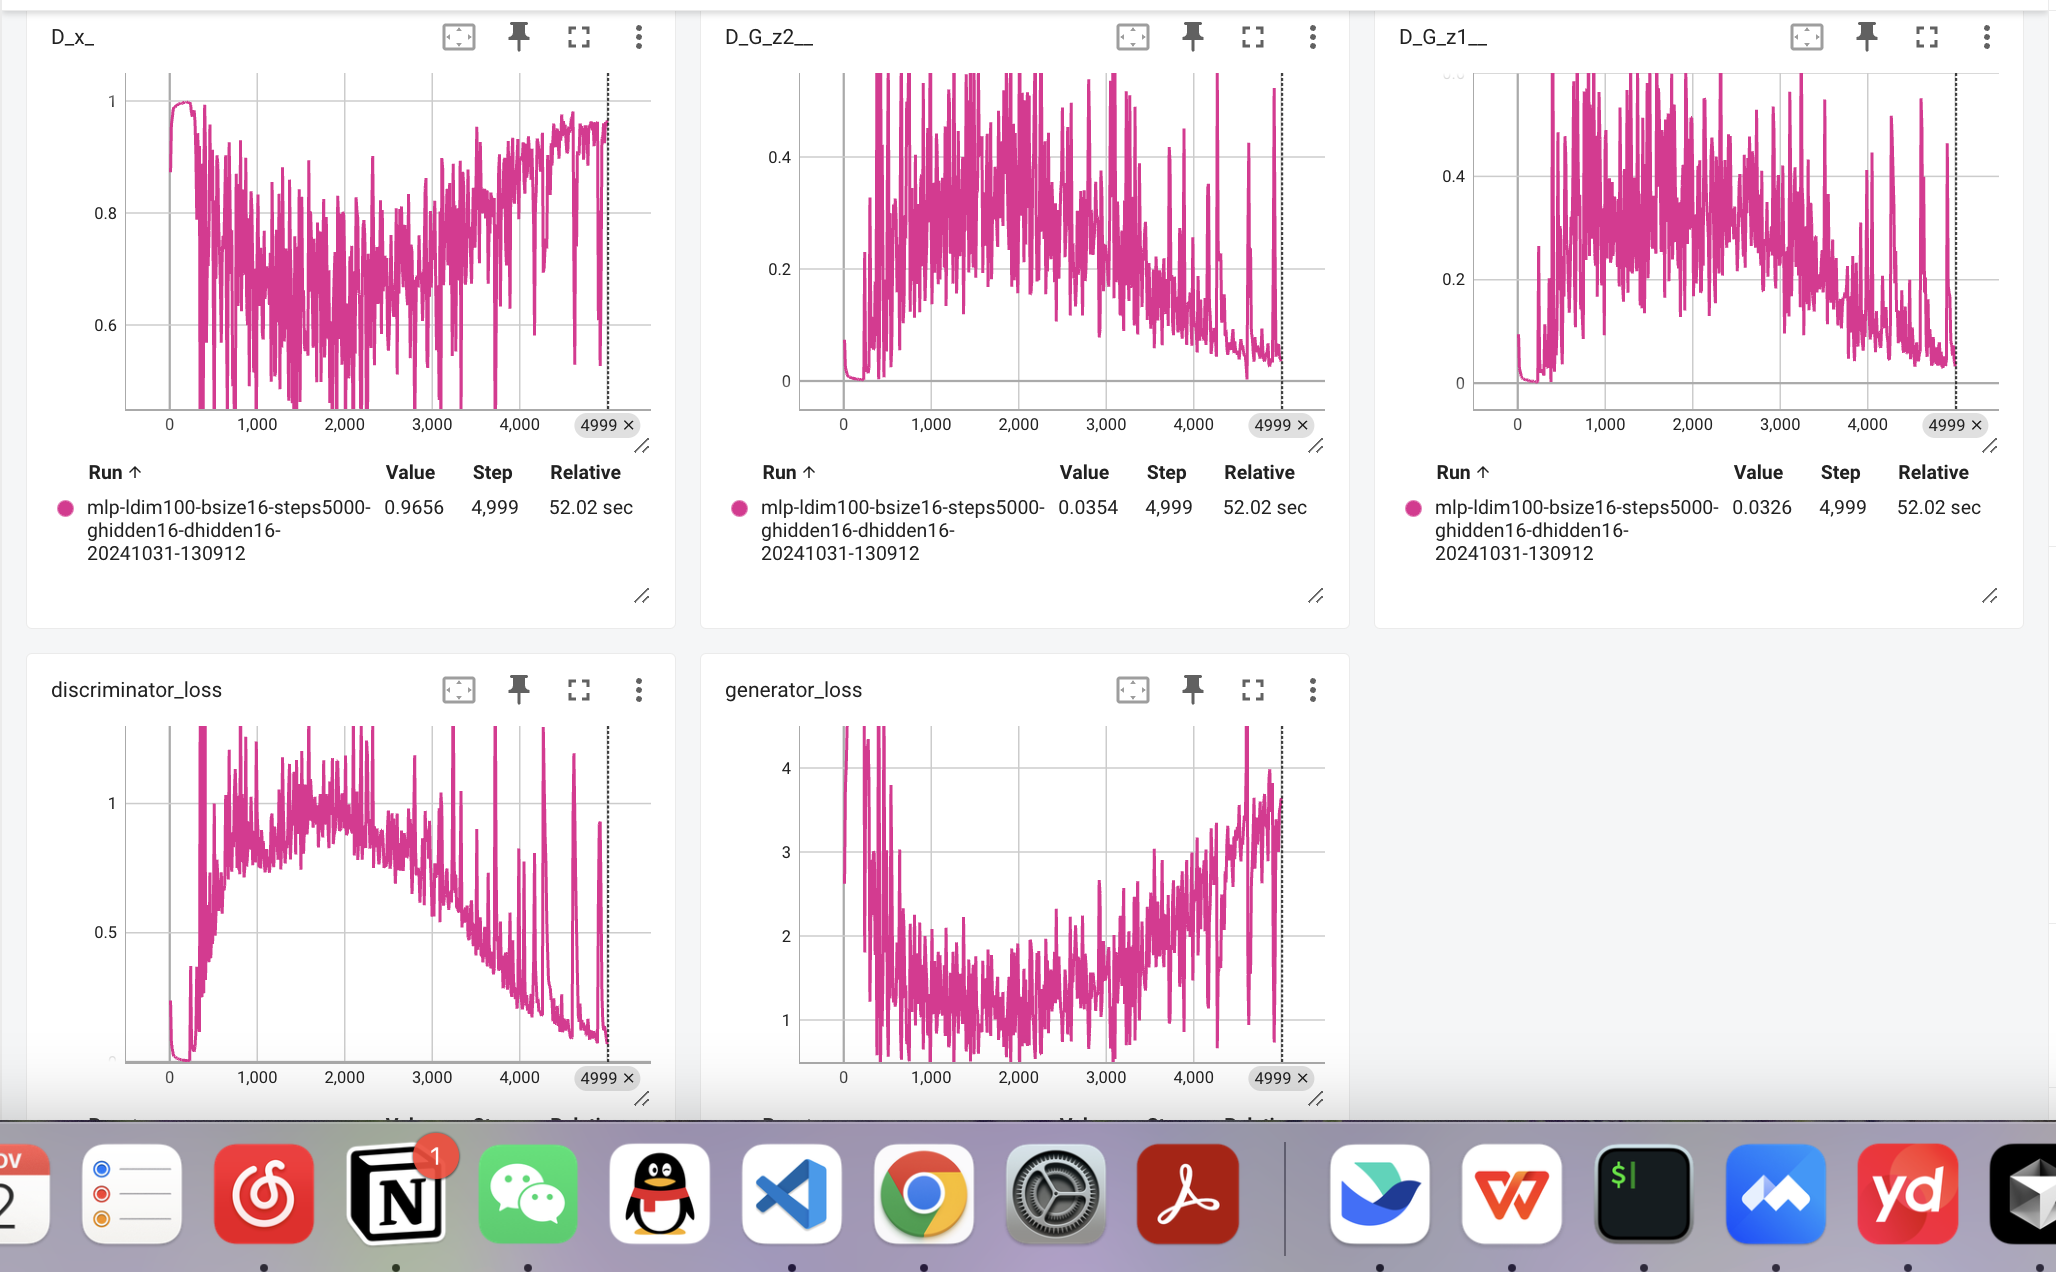 D_x_
D_G_z2__
D_G_z1__
1
0.8
0.6
0 1,000 2,000 3,000 4,000 4999 ×
0.4
0.2
0
0 1,000 2,000 3,000 4,000 4999 ×
0.4
0.2
0
0 1,000 2,000 3,000 4,000 4999 ×
Run ↑ Value Step Relative
mlp-ldim100-bsize16-steps5000- 0.9656 4,999 52.02 sec
ghidden16-dhidden16-
20241031-130912
Run ↑ Value Step Relative
mlp-ldim100-bsize16-steps5000- 0.0354 4,999 52.02 sec
ghidden16-dhidden16-
20241031-130912
Run ↑ Value Step Relative
mlp-ldim100-bsize16-steps5000- 0.0326 4,999 52.02 sec
ghidden16-dhidden16-
20241031-130912
discriminator_loss
generator_loss
1
0.5
0
0 1,000 2,000 3,000 4,000 4999 ×
4
3
2
1
0 1,000 2,000 3,000 4,000 4999 ×
1
N
$
yd